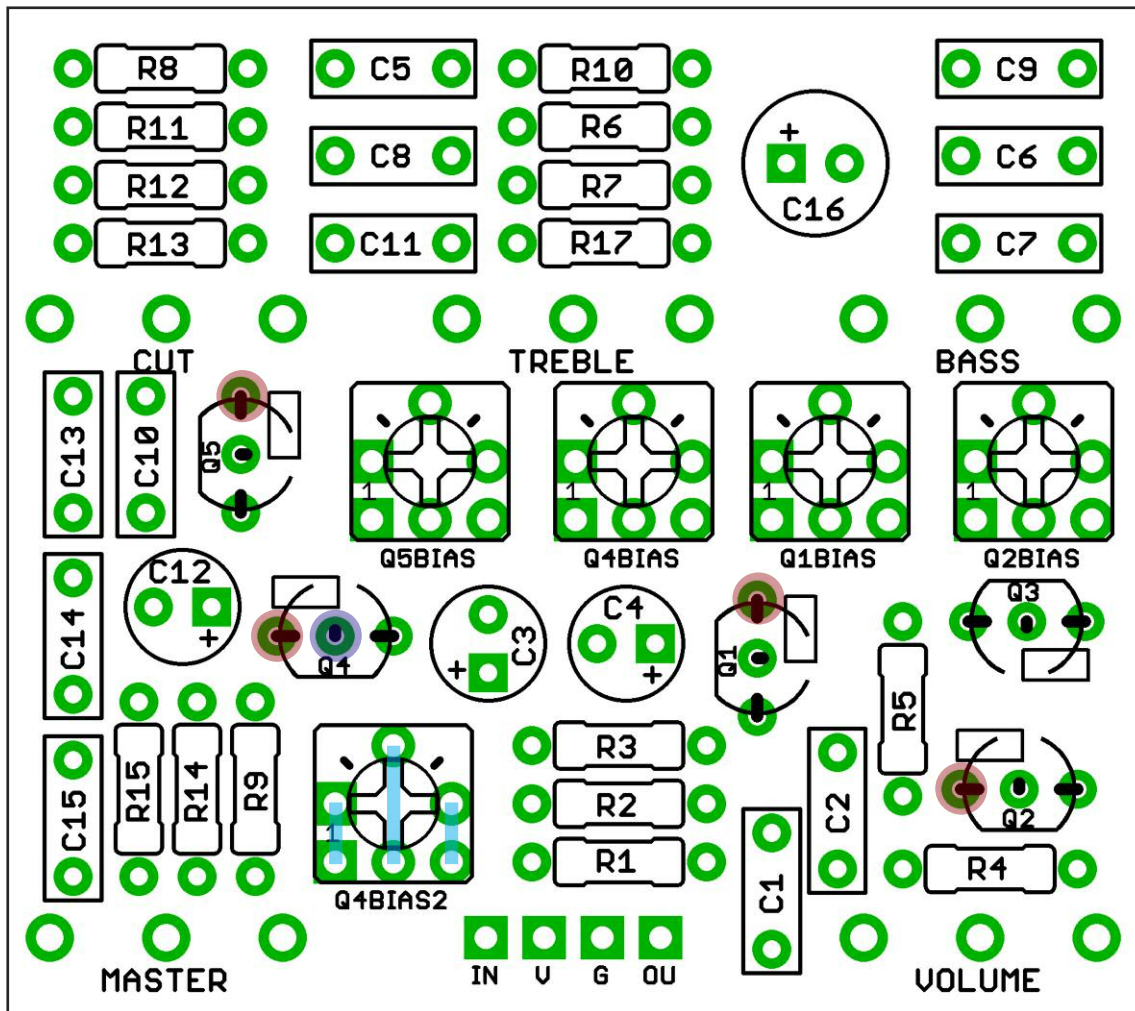 R8 C5 R10 C9
R11 R6
+
C8 C6
R12 R7
C16
R13 C11 R17 C7
CUT TREBLE BASS
C13 C10 Q5
1 1 1 1
Q5BIAS Q4BIAS Q1BIAS Q2BIAS
C12 + C14
Q4
C3 +
C4 +
Q1
Q3
R5
Q2
R15 R14 R9
C15
1
Q4BIAS2
R3
R2
R1
C2
C1
R4
IN V G OU
MASTER VOLUME